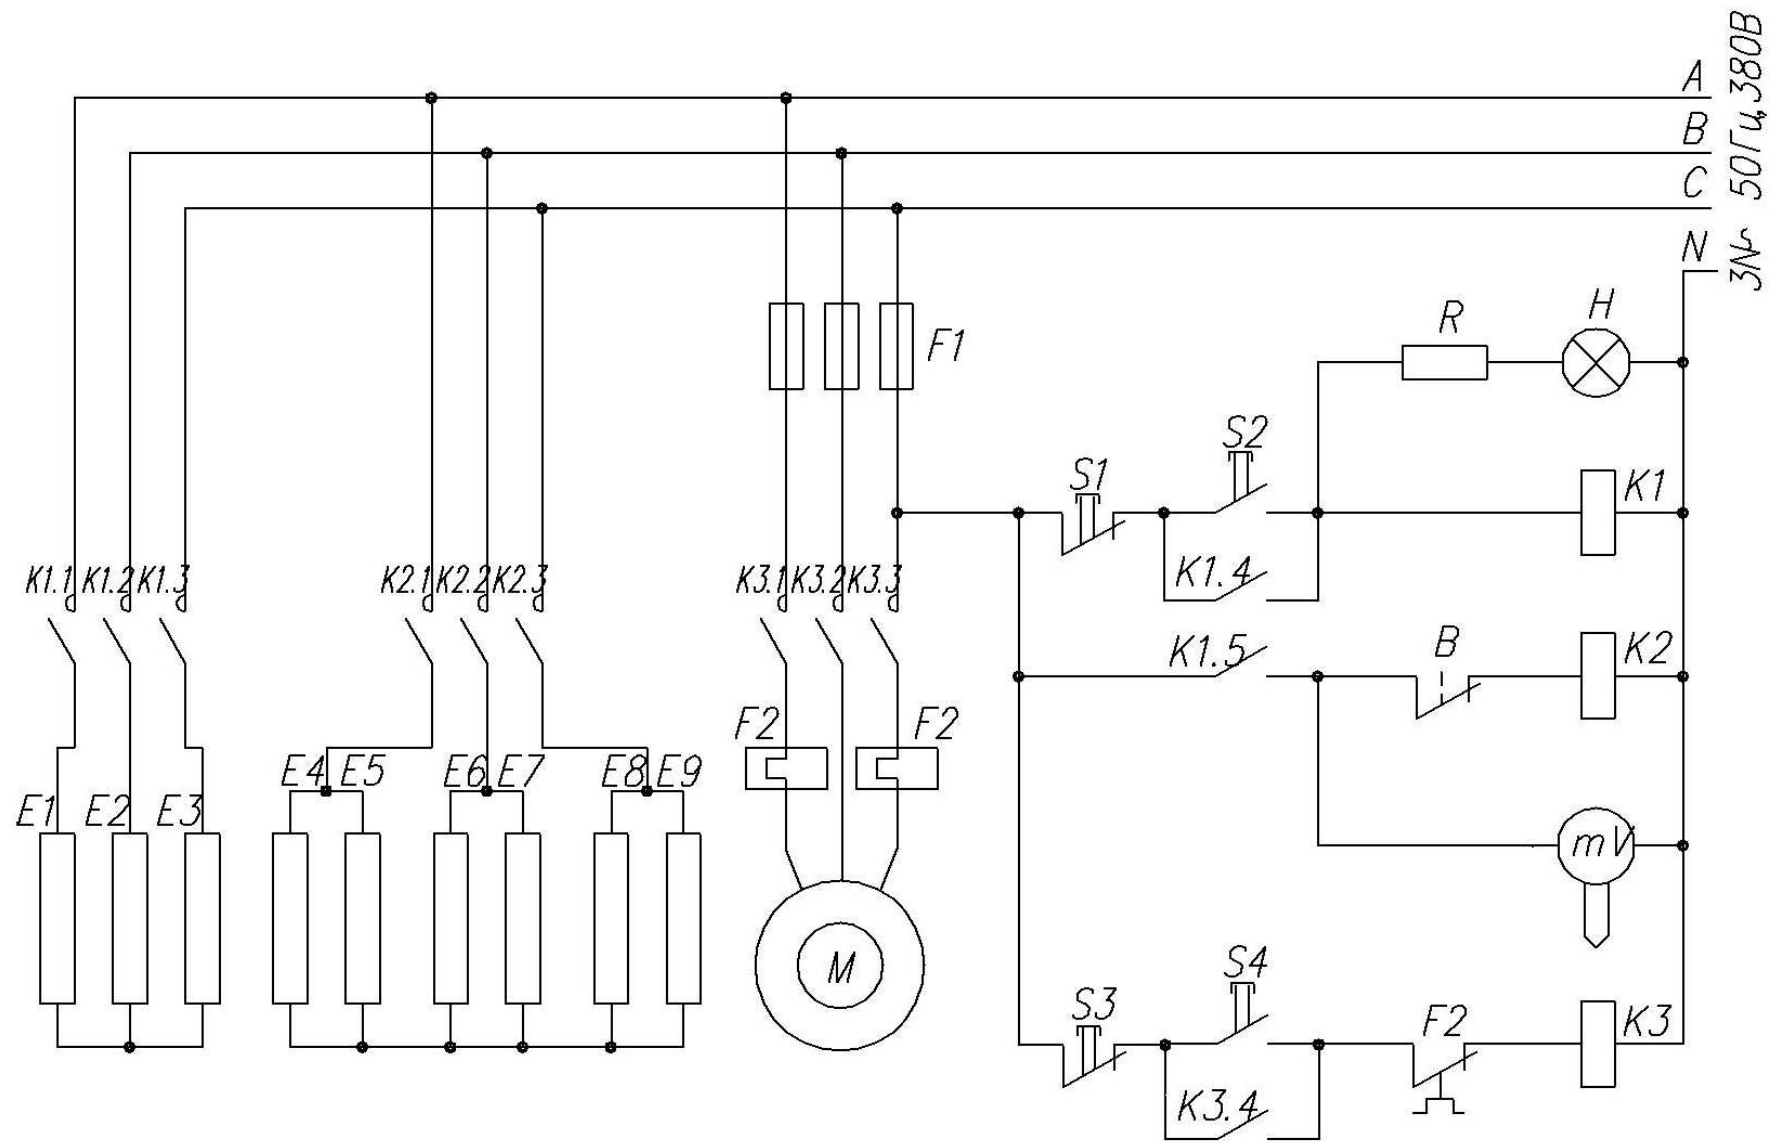 A
B
C
N
3N~ 50Гц,380В
F1
R
H
S1
S2
K1
K1.4
K1.1 K1.2 K1.3
K2.1 K2.2 K2.3
K3.1 K3.2 K3.3
K1.5
B
K2
F2
F2
E1
E2
E3
E4
E5
E6
E7
E8
E9
mV
M
S3
S4
F2
K3
K3.4